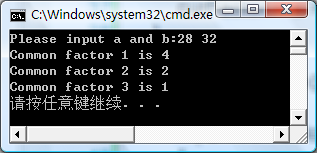 C:\Windows\system32\cmd.exe
Please input a and b:28 32
Common factor 1 is 4
Common factor 2 is 2
Common factor 3 is 1
请按任意键继续. . .